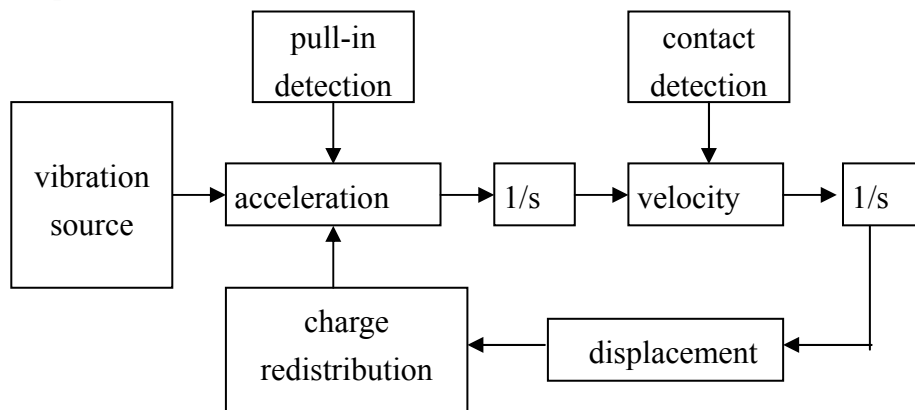 pull-in
detection
contact
detection
vibration
source
acceleration
1/s
velocity
1/s
charge
redistribution
displacement